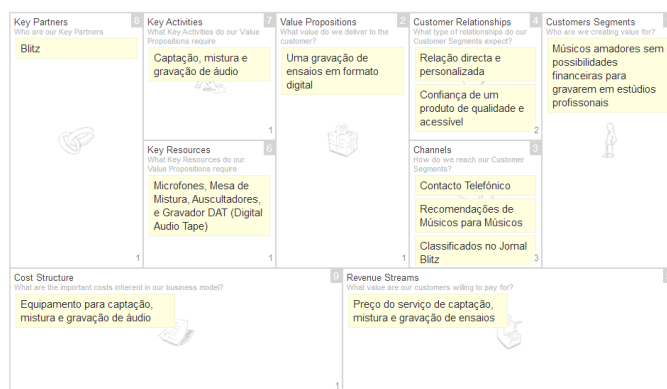 Key Partners
8
Who are our Key Partners
Blitz
1
Key Activities
7
What Key Activities do our Value
Propositions require
Captação, mistura e
gravação de áudio
1
Key Resources
6
What Key Resources do our
Value Propositions require
Microfones, Mesa de
Mistura, Auscultadores,
e Gravador DAT (Digital
Audio Tape)
1
Value Propositions
2
What value do we deliver to the
customer?
Uma gravação de
ensaios em formato
digital
1
Customer Relationships
4
What type of relationships do our
Customer Segments expect?
Relação directa e
personalizada
Confiança de um
produto de qualidade e
acessível
2
Channels
3
How do we reach our Customer
Segments?
Contacto Telefónico
Recomendações de
Músicos para Músicos
Classificados no Jornal
Blitz
3
Customers Segments
Who are we creating value for?
Músicos amadores sem
possibilidades
financeiras para
gravarem em estúdios
profissonais
Cost Structure
9
What are the important costs inherent in our business model?
Equipamento para captação,
mistura e gravação de áudio
1
Revenue Streams
What value are our customers willing to pay for?
Preço do serviço de captação,
mistura e gravação de ensaios